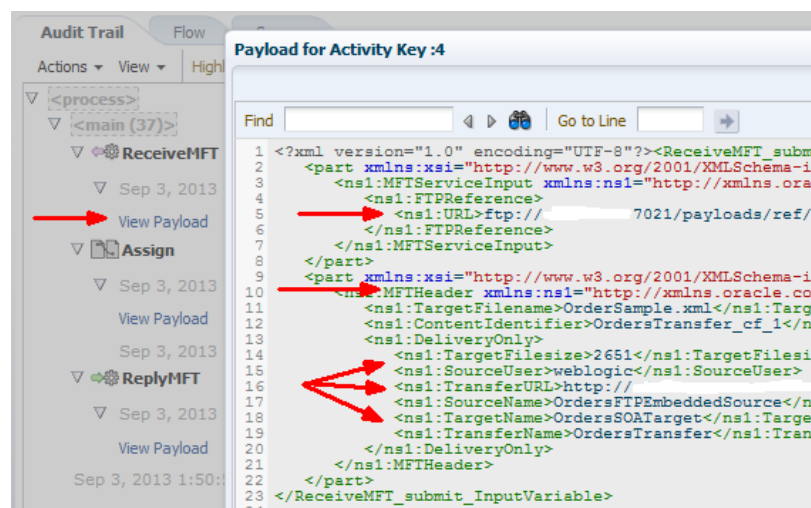 Audit Trail
Flow
Actions View Highl
<process>
<main (37)>
ReceiveMFT
Sep 3, 2013
View Payload
Assign
Sep 3, 2013
View Payload
Sep 3, 2013
ReplyMFT
Sep 3, 2013
View Payload
Sep 3, 2013 1:50:
Payload for Activity Key :4
Find Go to Line
1 <?xml version="1.0" encoding="UTF-8"?><ReceiveMFT_subm
2 <part xmlns:xsi="http://www.w3.org/2001/XMLSchema-i
3 <ns1:MFTServiceInput xmlns:ns1="http://xmlns.ora
4 <ns1:FTPReference>
5 <ns1:URL>ftp:// 7021/payloads/ref/
6 </ns1:FTPReference>
7 </ns1:MFTServiceInput>
8 </part>
9 <part xmlns:xsi="http://www.w3.org/2001/XMLSchema-i
10 <ns1:MFTHeader xmlns:ns1="http://xmlns.oracle.co
11 <ns1:TargetFilename>OrderSample.xml</ns1:Targ
12 <ns1:ContentIdentifier>OrdersTransfer_cf_1</n
13 <ns1:DeliveryOnly>
14 <ns1:TargetFilesize>2651</ns1:TargetFilesi
15 <ns1:SourceUser>weblogic</ns1:SourceUser>
16 <ns1:TransferURL>http://
17 <ns1:SourceName>OrdersFTPEmbeddedSource</n
18 <ns1:TargetName>OrdersSOATarget</ns1:Targe
19 <ns1:TransferName>OrdersTransfer</ns1:Tran
20 </ns1:DeliveryOnly>
21 </ns1:MFTHeader>
22 </part>
23 </ReceiveMFT_submit_InputVariable>